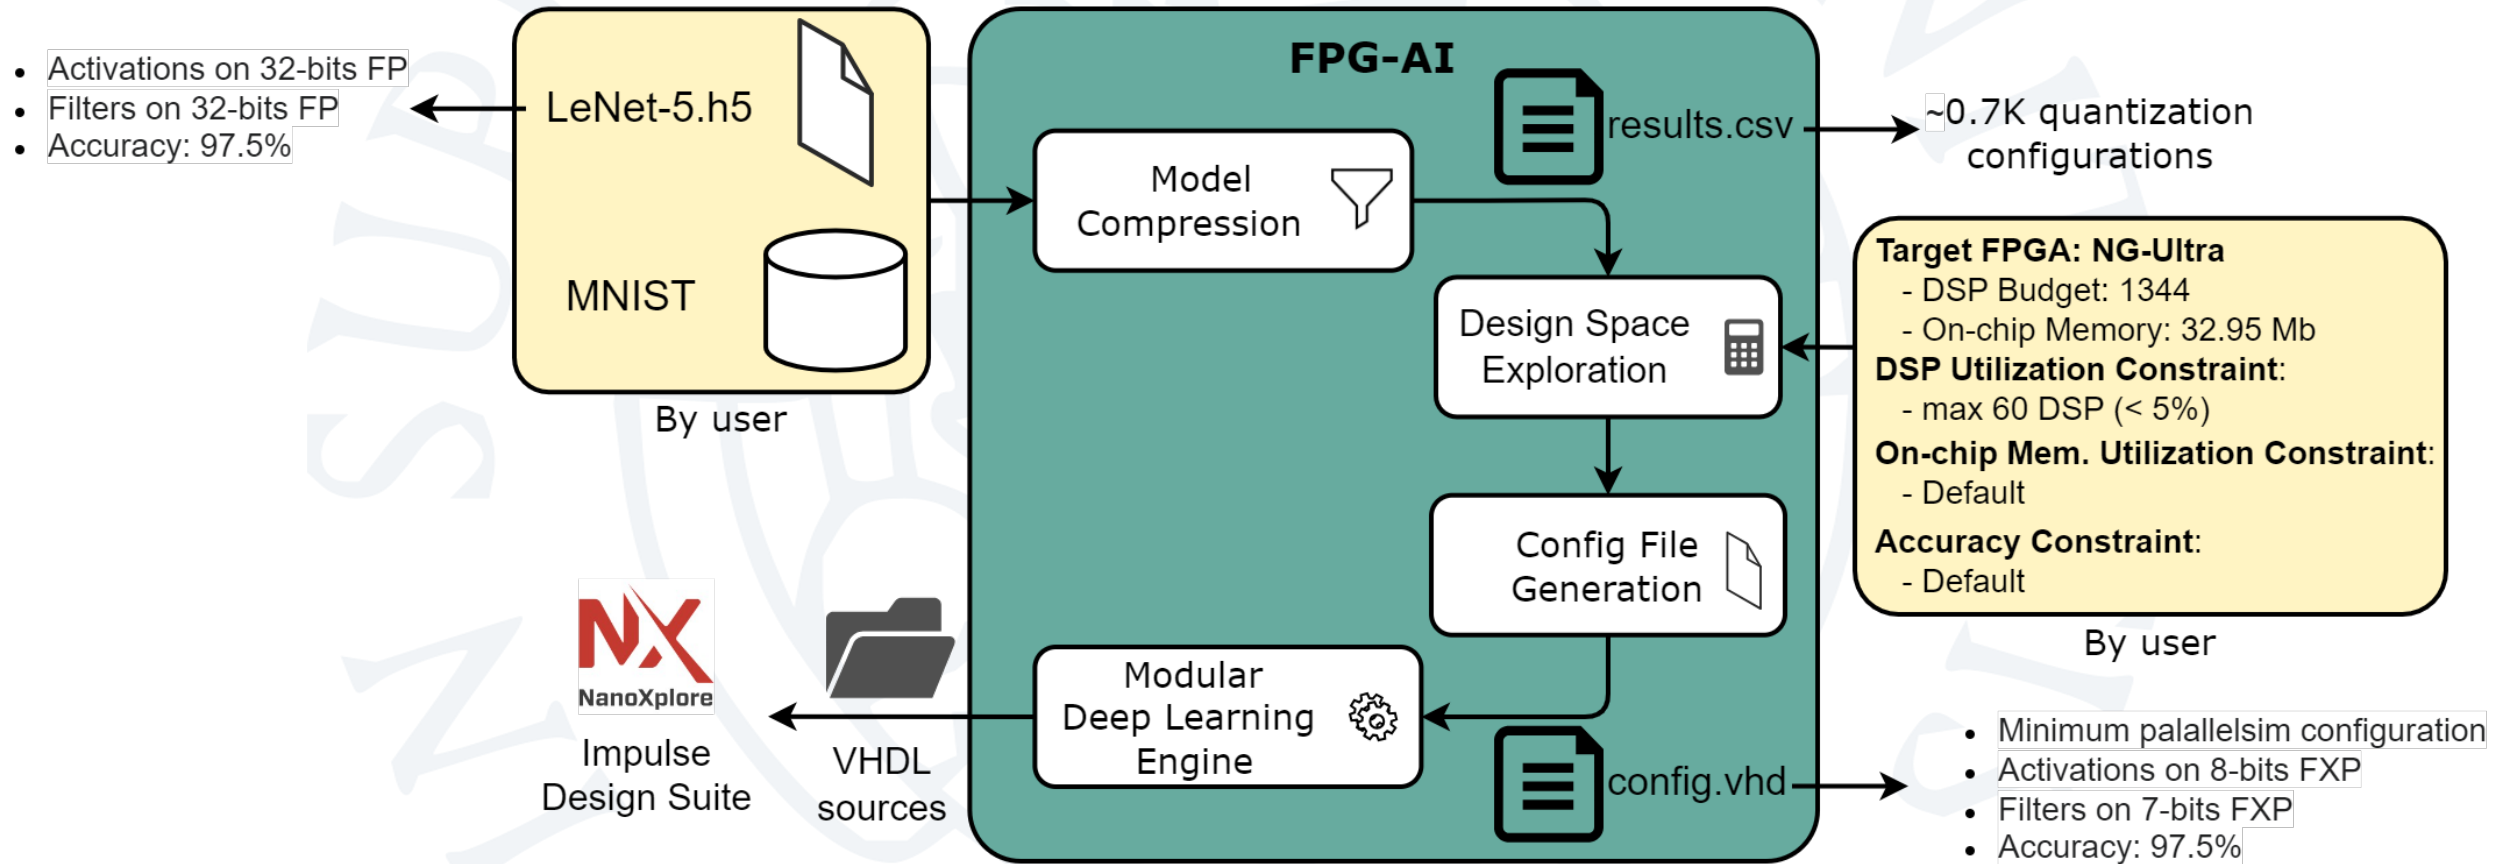 • Activations on 32-bits FP
• Filters on 32-bits FP
• Accuracy: 97.5%
LeNet-5.h5
MNIST
By user
FPG-AI
Model
Compression
results.csv
~0.7K quantization
configurations
Design Space
Exploration
Target FPGA: NG-Ultra
- DSP Budget: 1344
- On-chip Memory: 32.95 Mb
DSP Utilization Constraint:
- max 60 DSP (< 5%)
On-chip Mem. Utilization Constraint:
- Default
Accuracy Constraint:
- Default
By user
Config File
Generation
Modular
Deep Learning
Engine
config.vhd
• Minimum palallelsim configuration
• Activations on 8-bits FXP
• Filters on 7-bits FXP
• Accuracy: 97.5%
VHDL
sources
NX
NanoXplore
Impulse
Design Suite